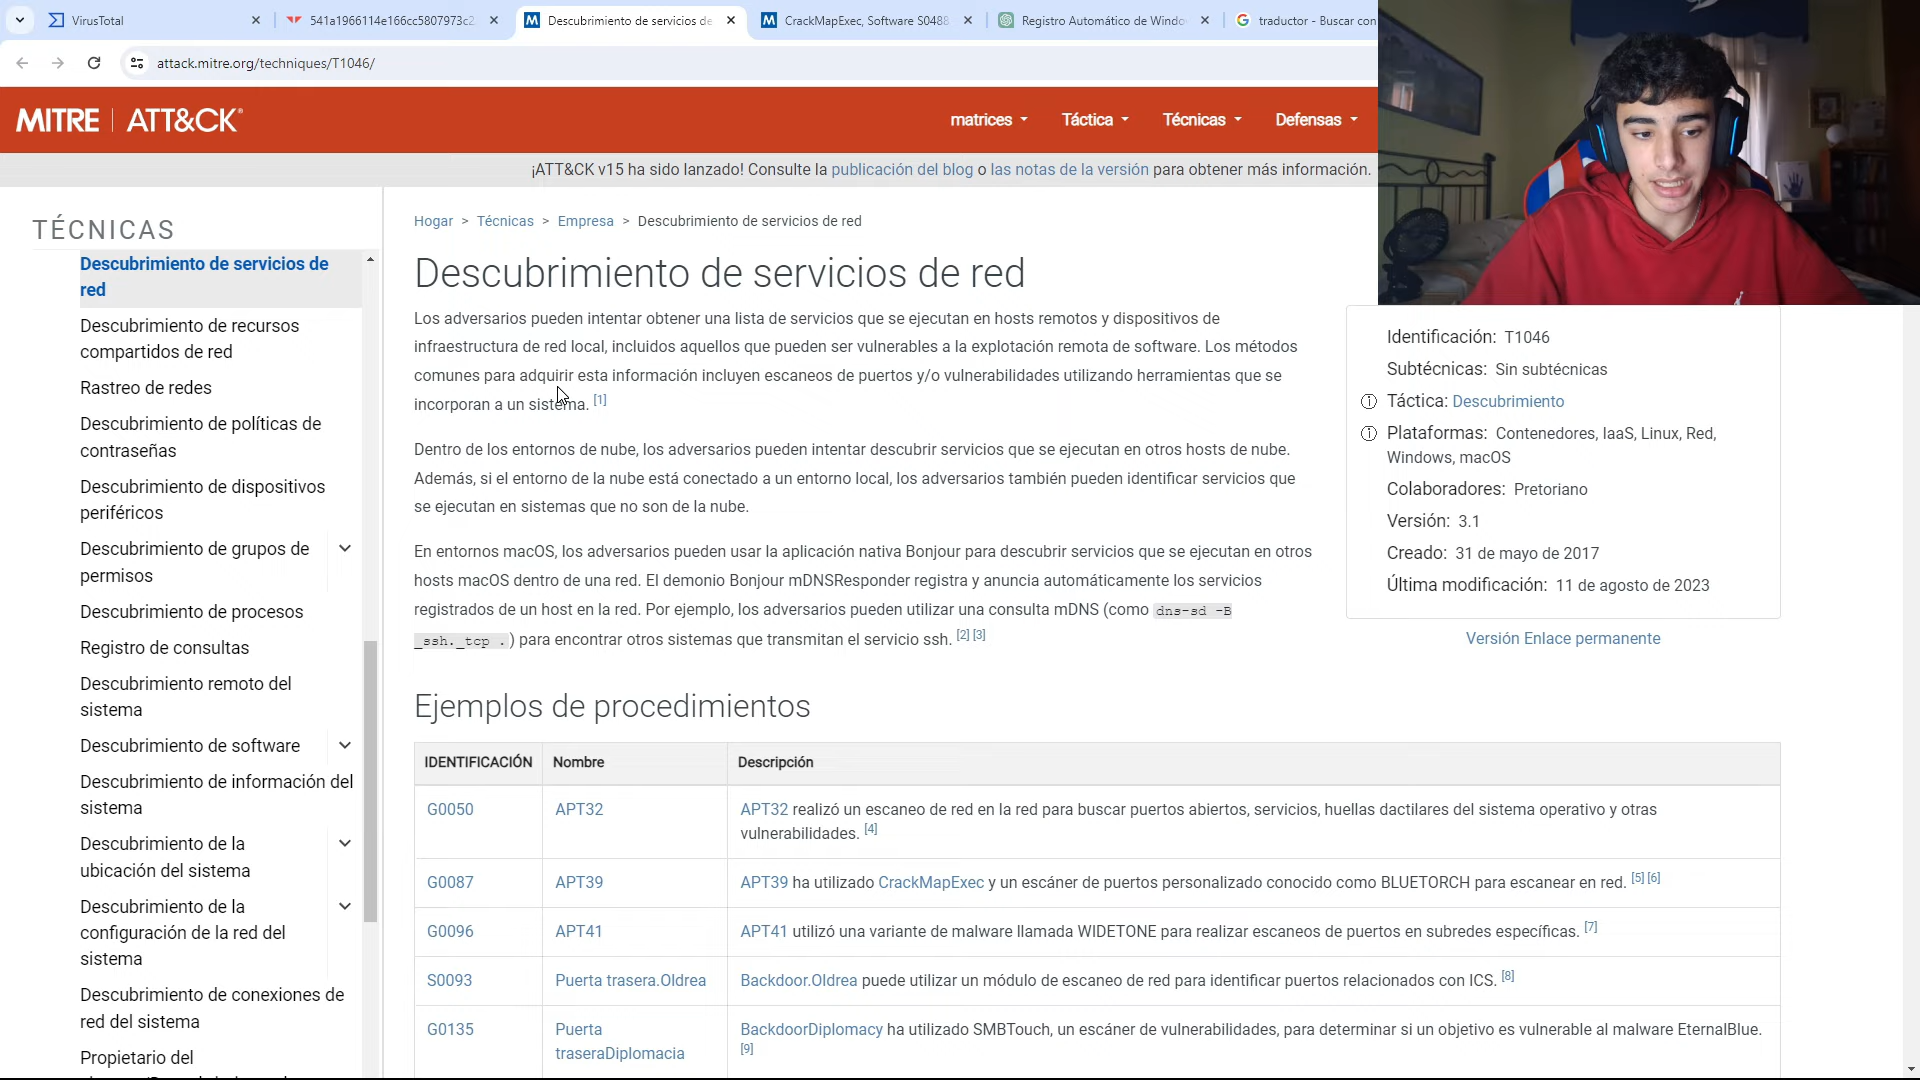 VirusTotal
541a1966114e166cc5807973c2
Descubrimiento de servicios de
CrackMapExec, Software S0488
Registro Automático de Windo
traductor - Buscar con
attack.mitre.org/techniques/T1046/
MITRE | ATT&CK®
matrices
Táctica
Técnicas
Defensas
¡ATT&CK v15 ha sido lanzado! Consulte la publicación del blog o las notas de la versión para obtener más información.
TÉCNICAS
Descubrimiento de servicios de
red
Descubrimiento de recursos
compartidos de red
Rastreo de redes
Descubrimiento de políticas de
contraseñas
Descubrimiento de dispositivos
periféricos
Descubrimiento de grupos de
permisos
Descubrimiento de procesos
Registro de consultas
Descubrimiento remoto del
sistema
Descubrimiento de software
Descubrimiento de información del
sistema
Descubrimiento de la
ubicación del sistema
Descubrimiento de la
configuración de la red del
sistema
Descubrimiento de conexiones de
red del sistema
Propietario del
Hogar > Técnicas > Empresa > Descubrimiento de servicios de red
Descubrimiento de servicios de red
Los adversarios pueden intentar obtener una lista de servicios que se ejecutan en hosts remotos y dispositivos de
infraestructura de red local, incluidos aquellos que pueden ser vulnerables a la explotación remota de software. Los métodos
comunes para adquirir esta información incluyen escaneos de puertos y/o vulnerabilidades utilizando herramientas que se
incorporan a un sistema. [1]
Dentro de los entornos de nube, los adversarios pueden intentar descubrir servicios que se ejecutan en otros hosts de nube.
Además, si el entorno de la nube está conectado a un entorno local, los adversarios también pueden identificar servicios que
se ejecutan en sistemas que no son de la nube.
En entornos macOS, los adversarios pueden usar la aplicación nativa Bonjour para descubrir servicios que se ejecutan en otros
hosts macOS dentro de una red. El demonio Bonjour mDNSResponder registra y anuncia automáticamente los servicios
registrados de un host en la red. Por ejemplo, los adversarios pueden utilizar una consulta mDNS (como dns-sd -B
_ssh._tcp .) para encontrar otros sistemas que transmitan el servicio ssh. [2] [3]
Identificación: T1046
Subtécnicas: Sin subtécnicas
Táctica: Descubrimiento
Plataformas: Contenedores, IaaS, Linux, Red,
Windows, macOS
Colaboradores: Pretoriano
Versión: 3.1
Creado: 31 de mayo de 2017
Última modificación: 11 de agosto de 2023
Versión Enlace permanente
Ejemplos de procedimientos
IDENTIFICACIÓN Nombre Descripción
G0050 APT32 APT32 realizó un escaneo de red en la red para buscar puertos abiertos, servicios, huellas dactilares del sistema operativo y otras
vulnerabilidades. [4]
G0087 APT39 APT39 ha utilizado CrackMapExec y un escáner de puertos personalizado conocido como BLUETORCH para escanear en red. [5] [6]
G0096 APT41 APT41 utilizó una variante de malware llamada WIDETONE para realizar escaneos de puertos en subredes específicas. [7]
S0093 Puerta trasera.Oldrea Backdoor.Oldrea puede utilizar un módulo de escaneo de red para identificar puertos relacionados con ICS. [8]
G0135 Puerta
traseraDiplomacia BackdoorDiplomacy ha utilizado SMBTouch, un escáner de vulnerabilidades, para determinar si un objetivo es vulnerable al malware EternalBlue.
[9]